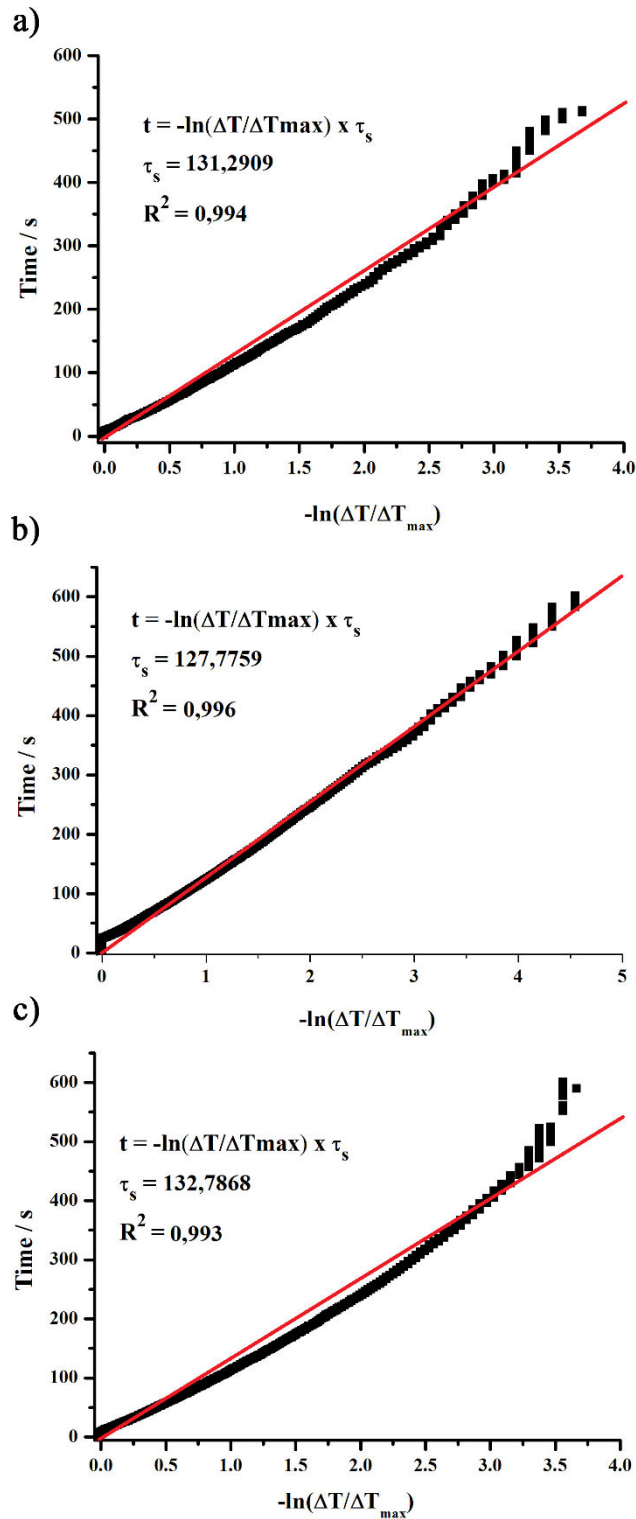 a)
600
500
400
300
200
100
0
Time / s
t = -ln(ΔT/ΔTmax) x τs
τs = 131,2909
R² = 0,994
0.0 0.5 1.0 1.5 2.0 2.5 3.0 3.5 4.0
-ln(ΔT/ΔTmax)
b)
600
500
400
300
200
100
0
Time / s
t = -ln(ΔT/ΔTmax) x τs
τs = 127,7759
R² = 0,996
0 1 2 3 4 5
-ln(ΔT/ΔTmax)
c)
600
500
400
300
200
100
0
Time / s
t = -ln(ΔT/ΔTmax) x τs
τs = 132,7868
R² = 0,993
0.0 0.5 1.0 1.5 2.0 2.5 3.0 3.5 4.0
-ln(ΔT/ΔTmax)